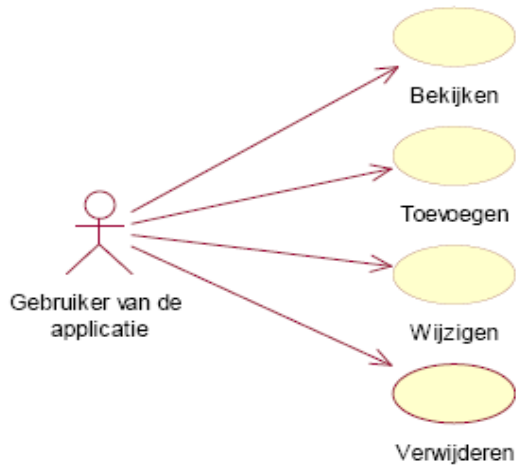 Bekijken
Toevoegen
Gebruiker van de
applicatie
Wijzigen
Verwijderen